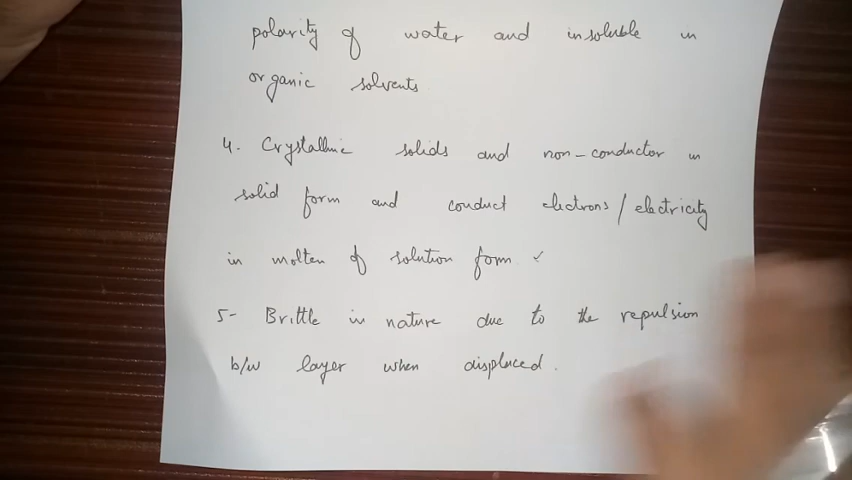 polarity of water and insoluble in
organic solvents
4. Crystalline solids and non-conductor in
solid form and conduct electrons/electricity
in molten of solution form ✓
5- Brittle in nature due to the repulsion
b/w layer when displaced.